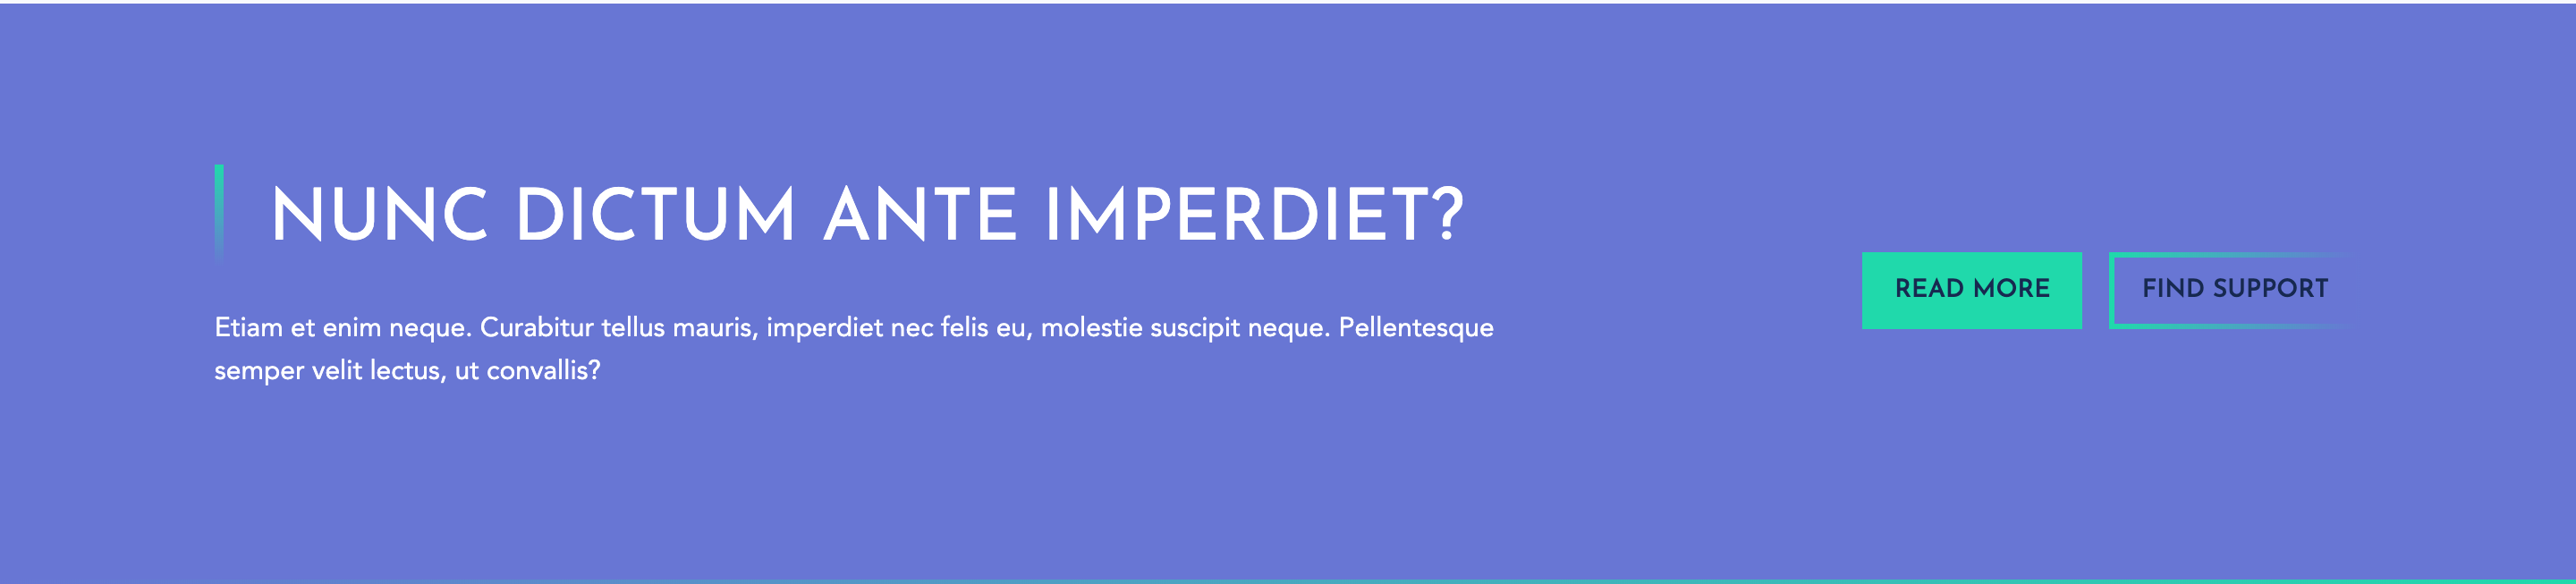 NUNC DICTUM ANTE IMPERDIET?
Etiam et enim neque. Curabitur tellus mauris, imperdiet nec felis eu, molestie suscipit neque. Pellentesque
semper velit lectus, ut convallis?
READ MORE
FIND SUPPORT